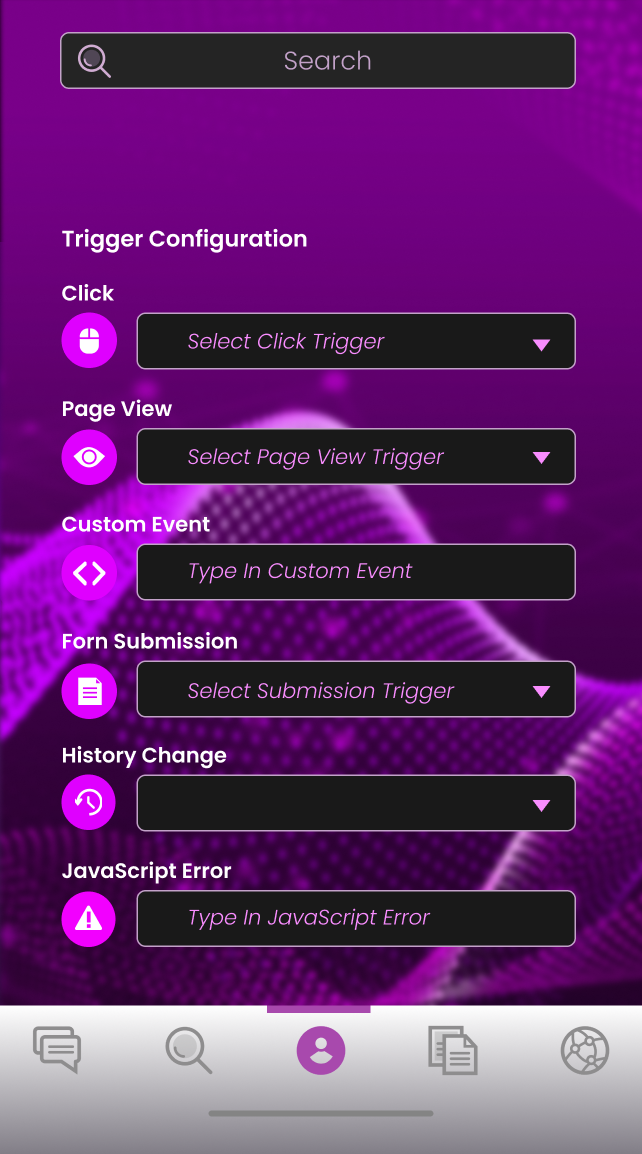 Search
Trigger Configuration
Click
Select Click Trigger
Page View
Select Page View Trigger
Custom Event
Type In Custom Event
Forn Submission
Select Submission Trigger
History Change
JavaScript Error
Type In JavaScript Error